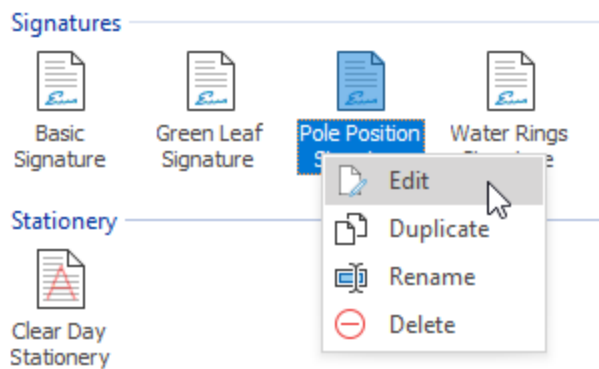 Signatures
Basic
Signature
Green Leaf
Signature
Pole Position
Water Rings
Edit
Stationery
Duplicate
Rename
Clear Day
Stationery
Delete